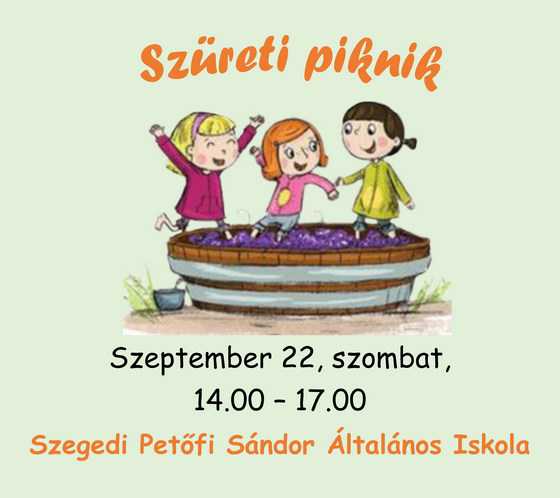 Szüreti piknik
Szeptember 22, szombat,
14.00 – 17.00
Szegedi Petőfi Sándor Általános Iskola